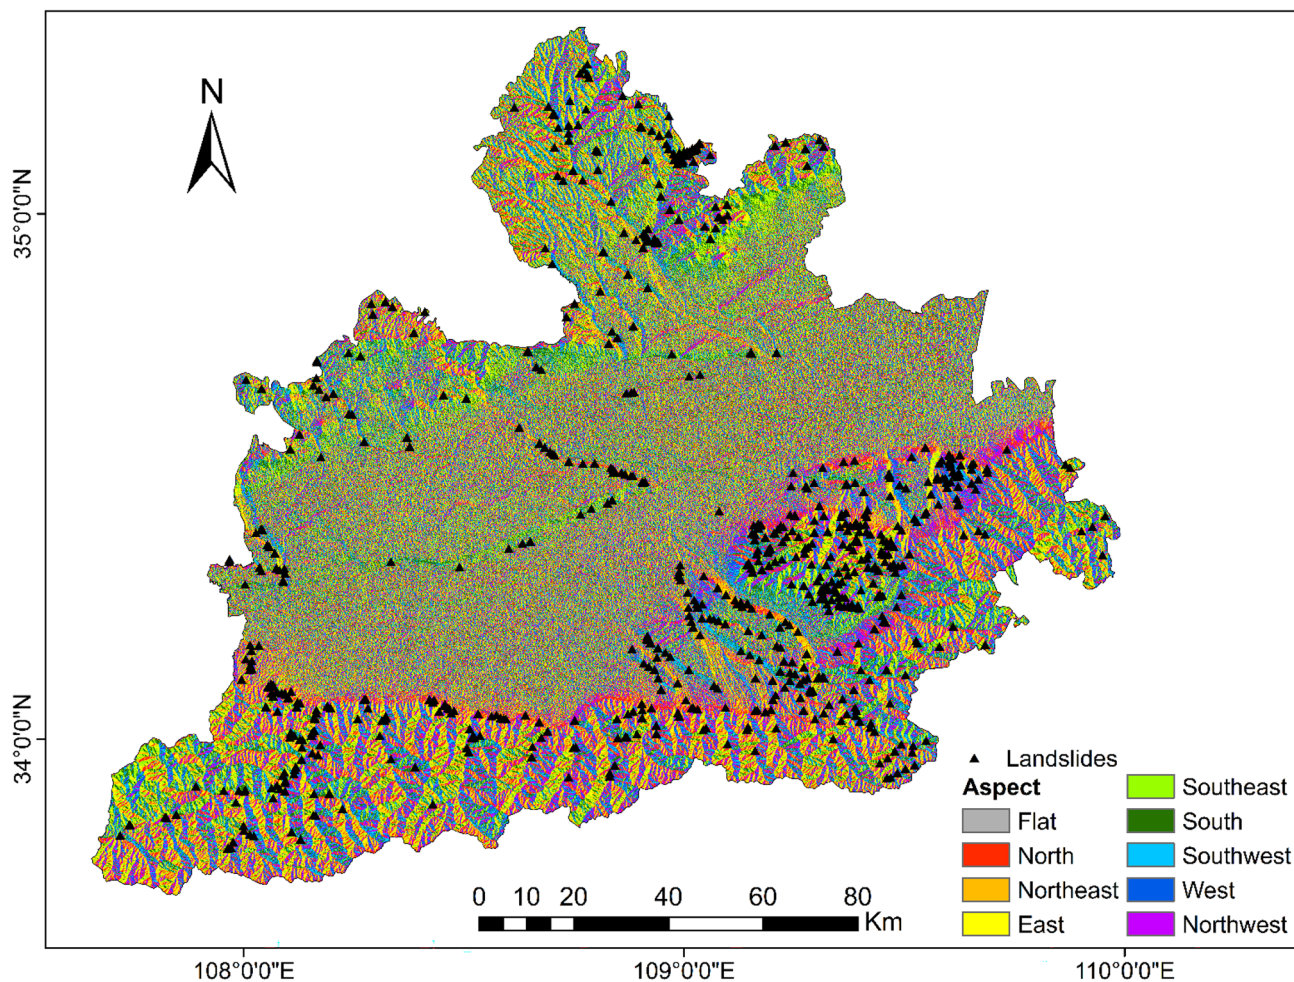 N
35°0'0"N
34°0'0"N
Landslides
Aspect
Flat
North
Northeast
East
Southeast
South
Southwest
West
Northwest
0 10 20 40 60 80
Km
108°0'0"E 109°0'0"E 110°0'0"E